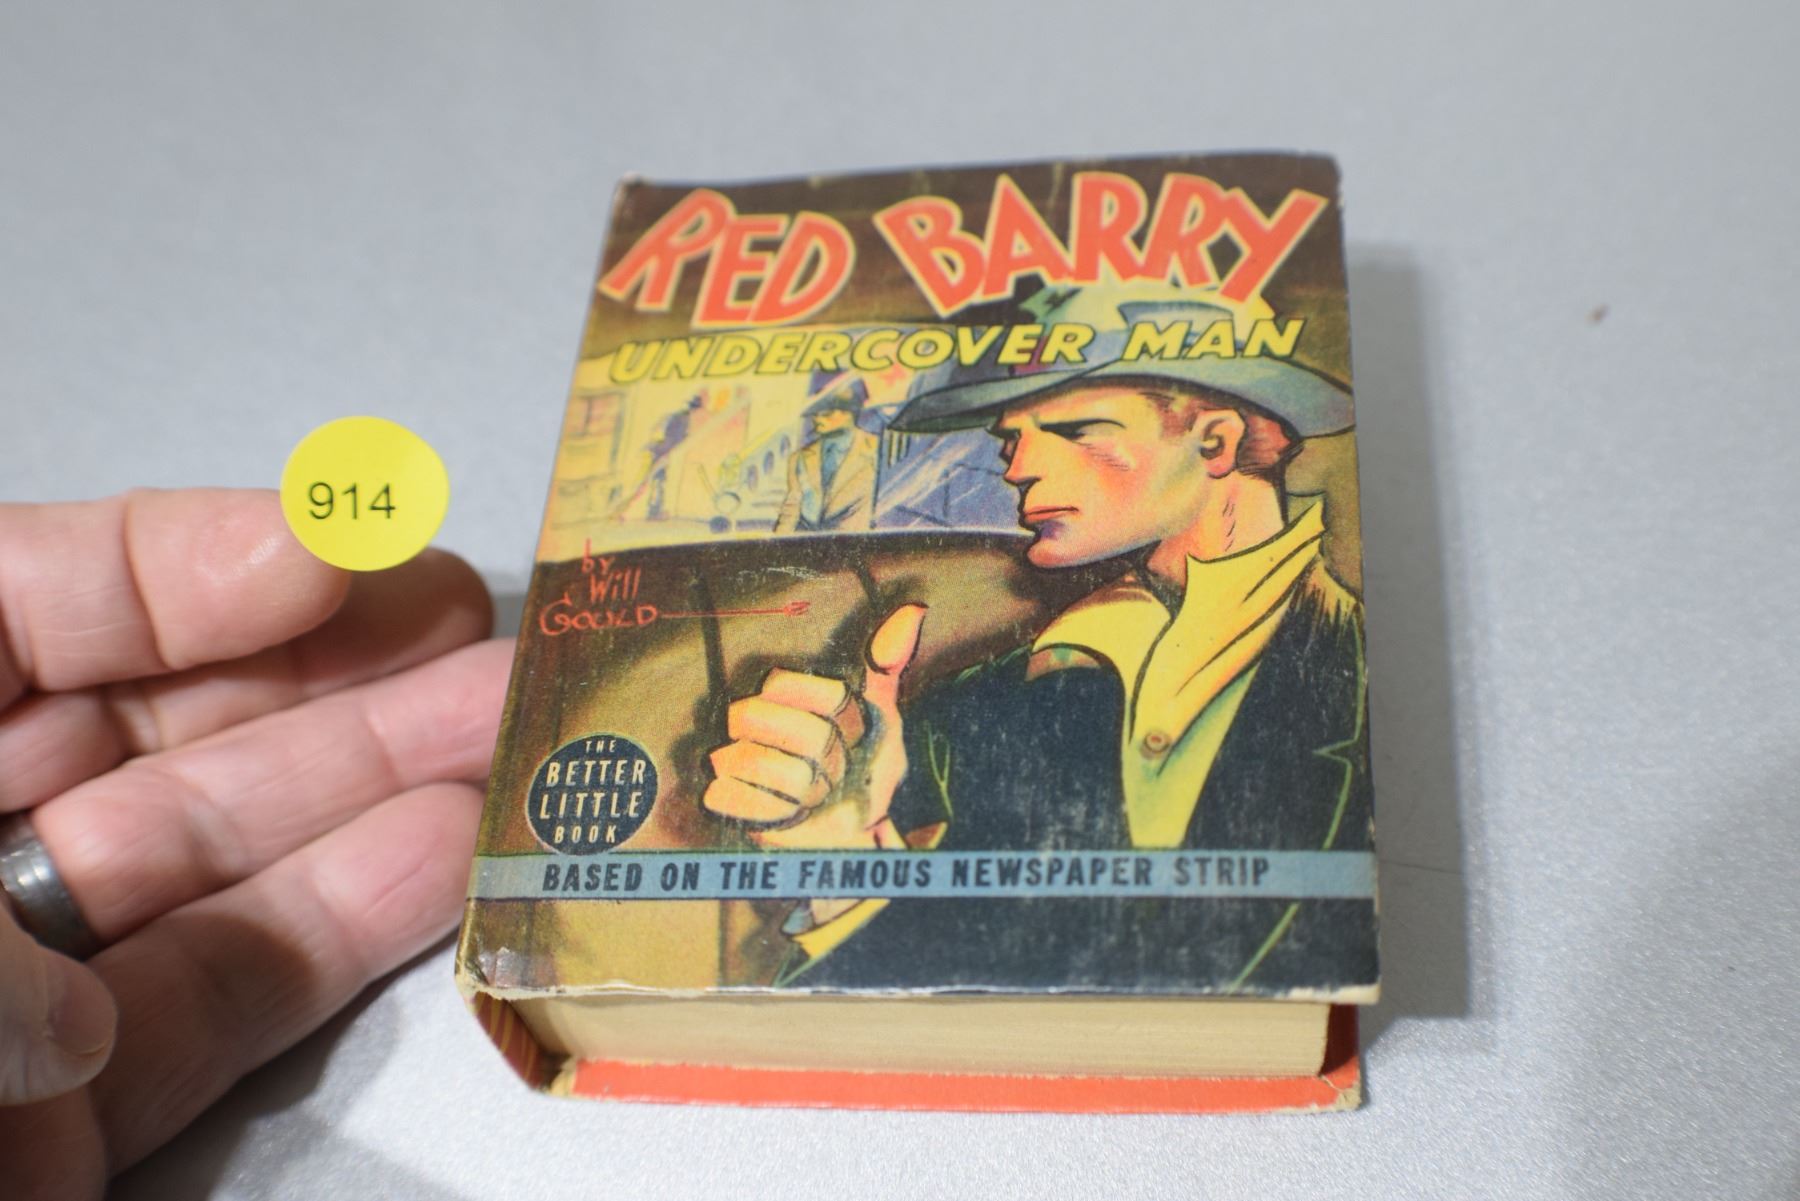 RED BARRY
UNDERCOVER MAN
914
by
Will
GOULD
THE
BETTER
LITTLE
BOOK
BASED ON THE FAMOUS NEWSPAPER STRIP